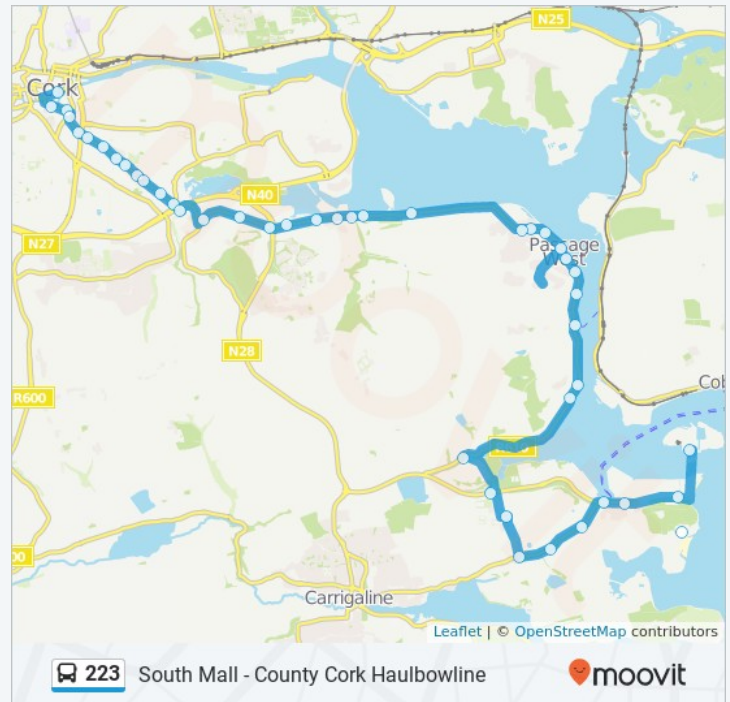 N25
Cork
N40
N27
Passage
West
N28
R600
Cob
Carrigaline
Leaflet | © OpenStreetMap contributors
223 South Mall - County Cork Haulbowline moovit